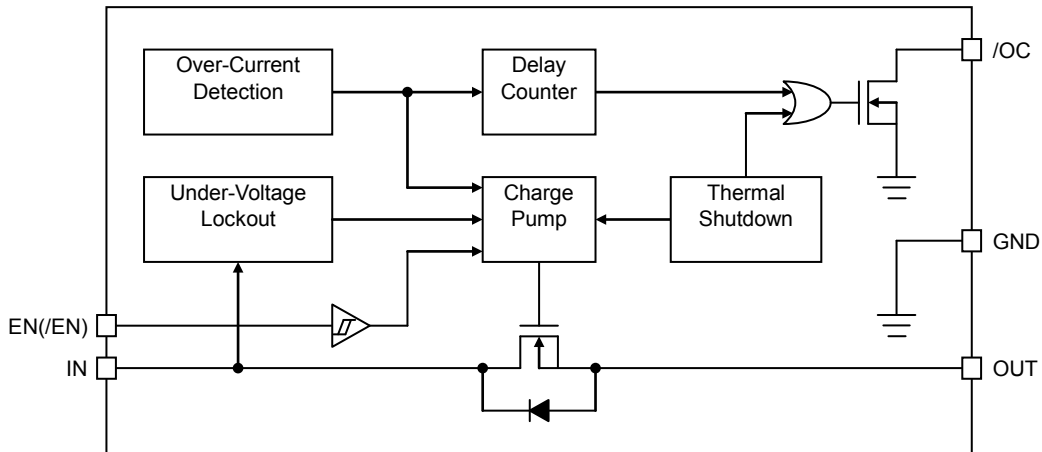 Over-Current
Detection
Delay
Counter
/OC
Under-Voltage
Lockout
Charge
Pump
Thermal
Shutdown
GND
EN(/EN)
IN
OUT